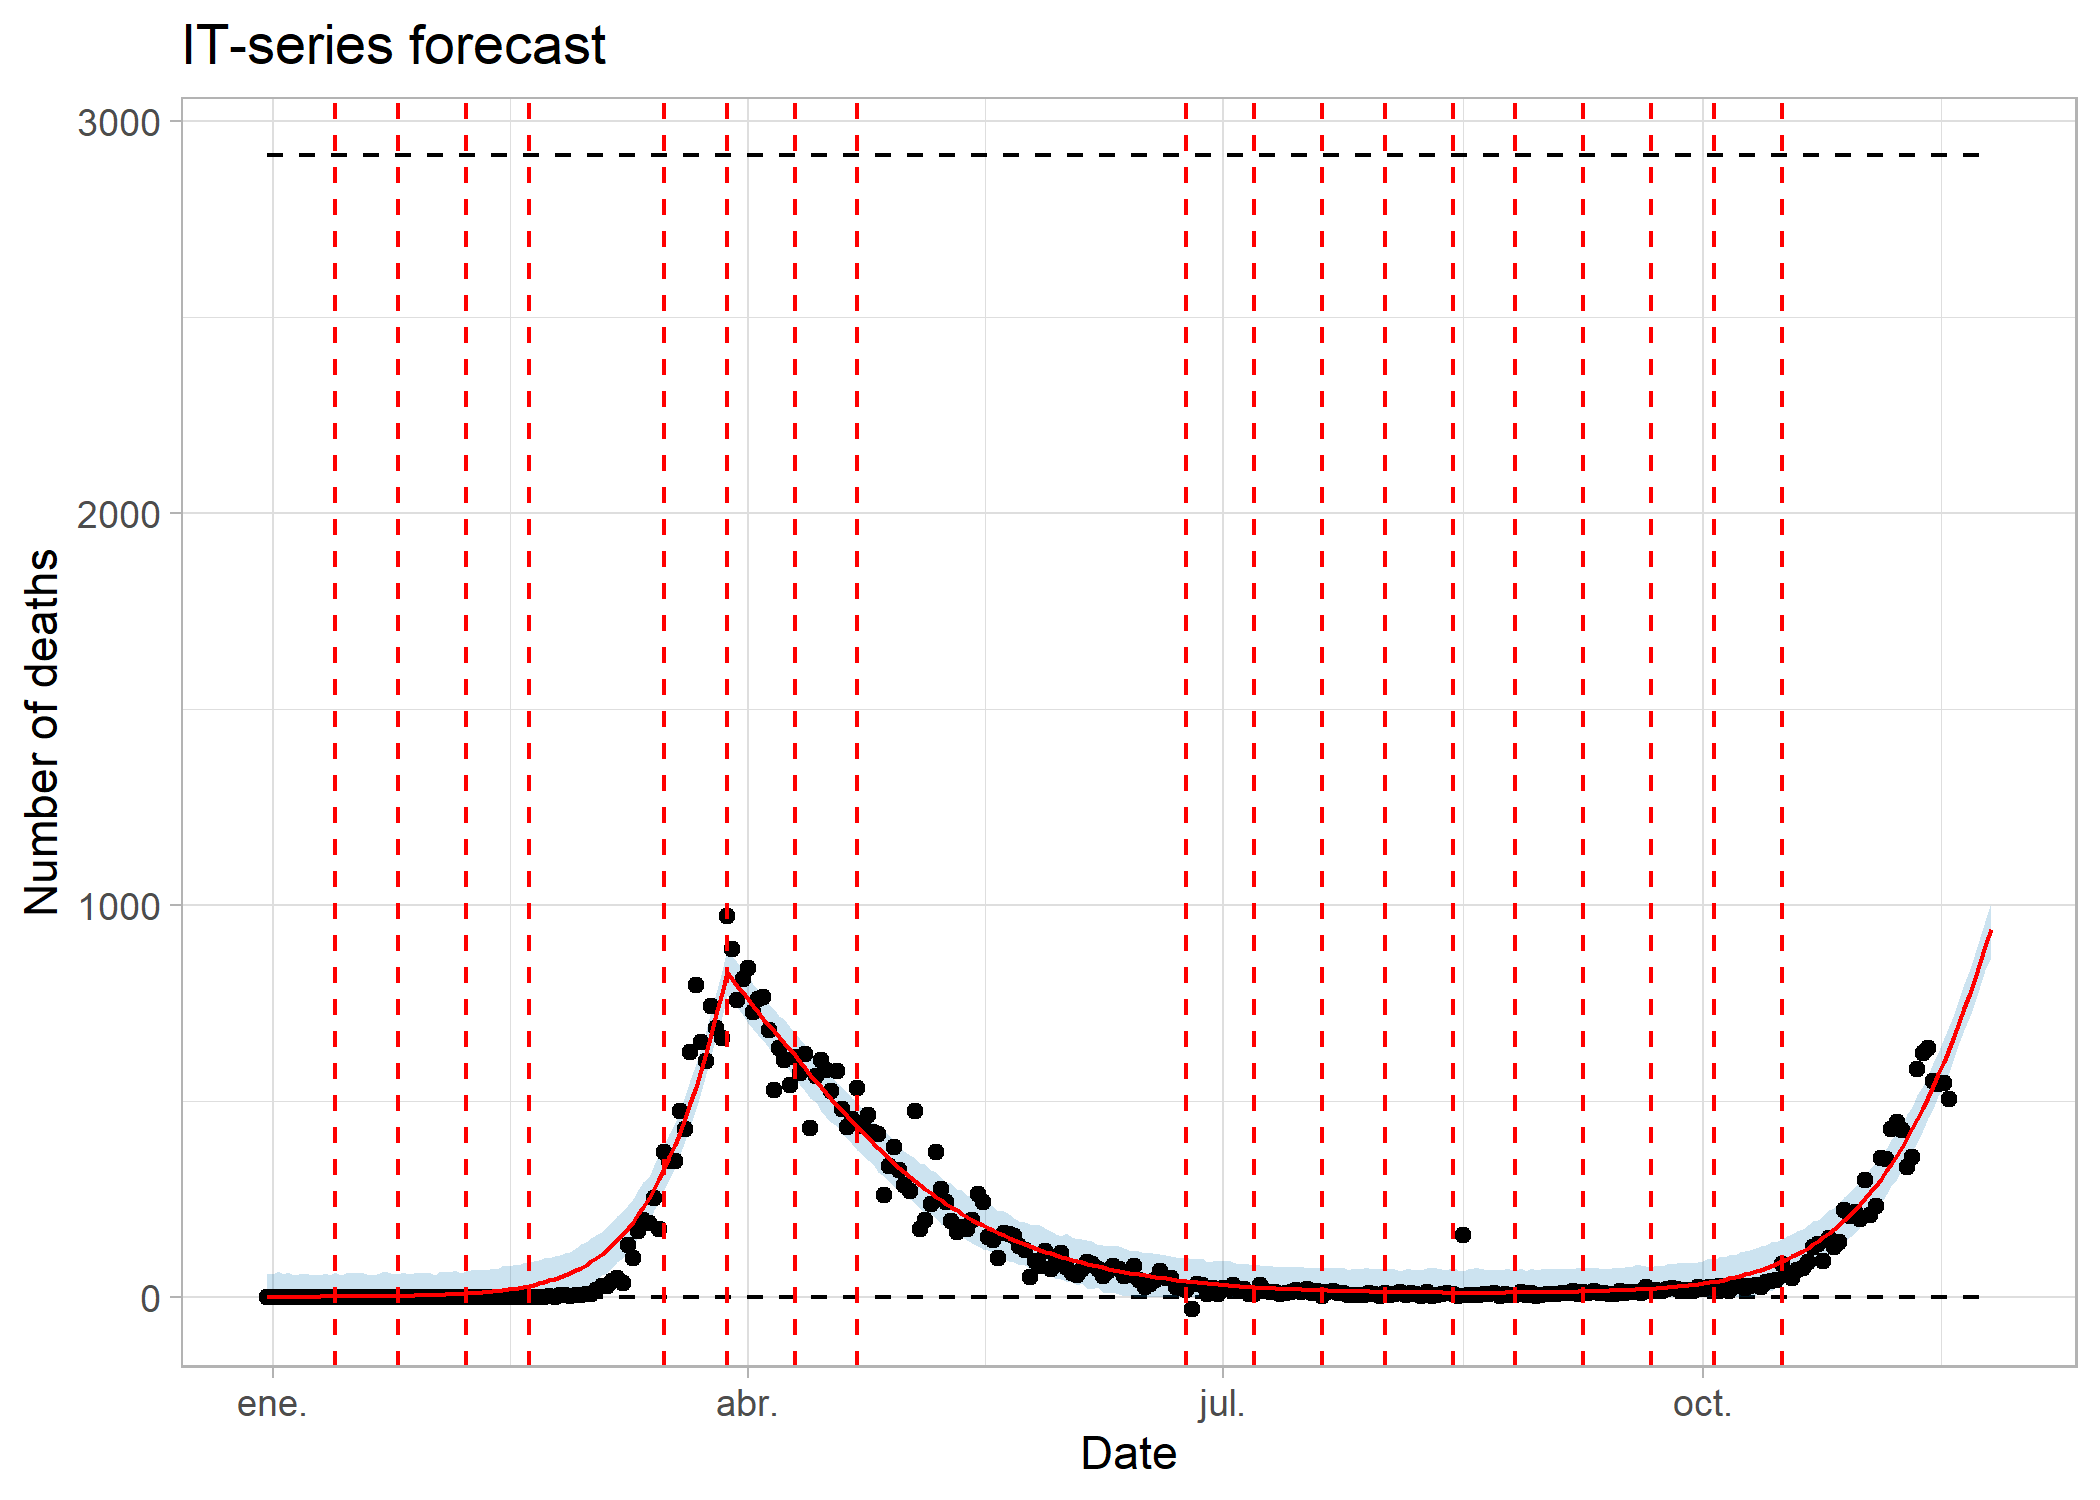 IT-series forecast
3000
2000
1000
0
Number of deaths
ene.
abr.
jul.
oct.
Date